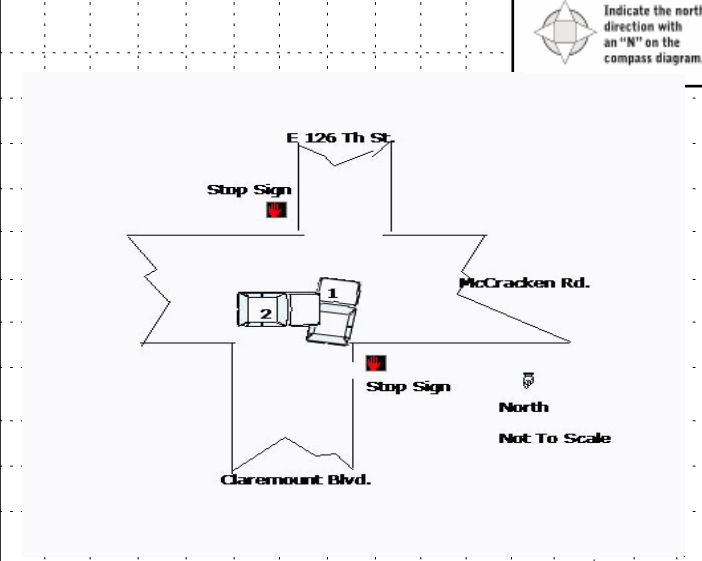 Indicate the north
direction with
an "N" on the
compass diagram.
E 126 Th St.
Stop Sign
McCracken Rd.
1
2
Stop Sign
North
Not To Scale
Claremount Blvd.